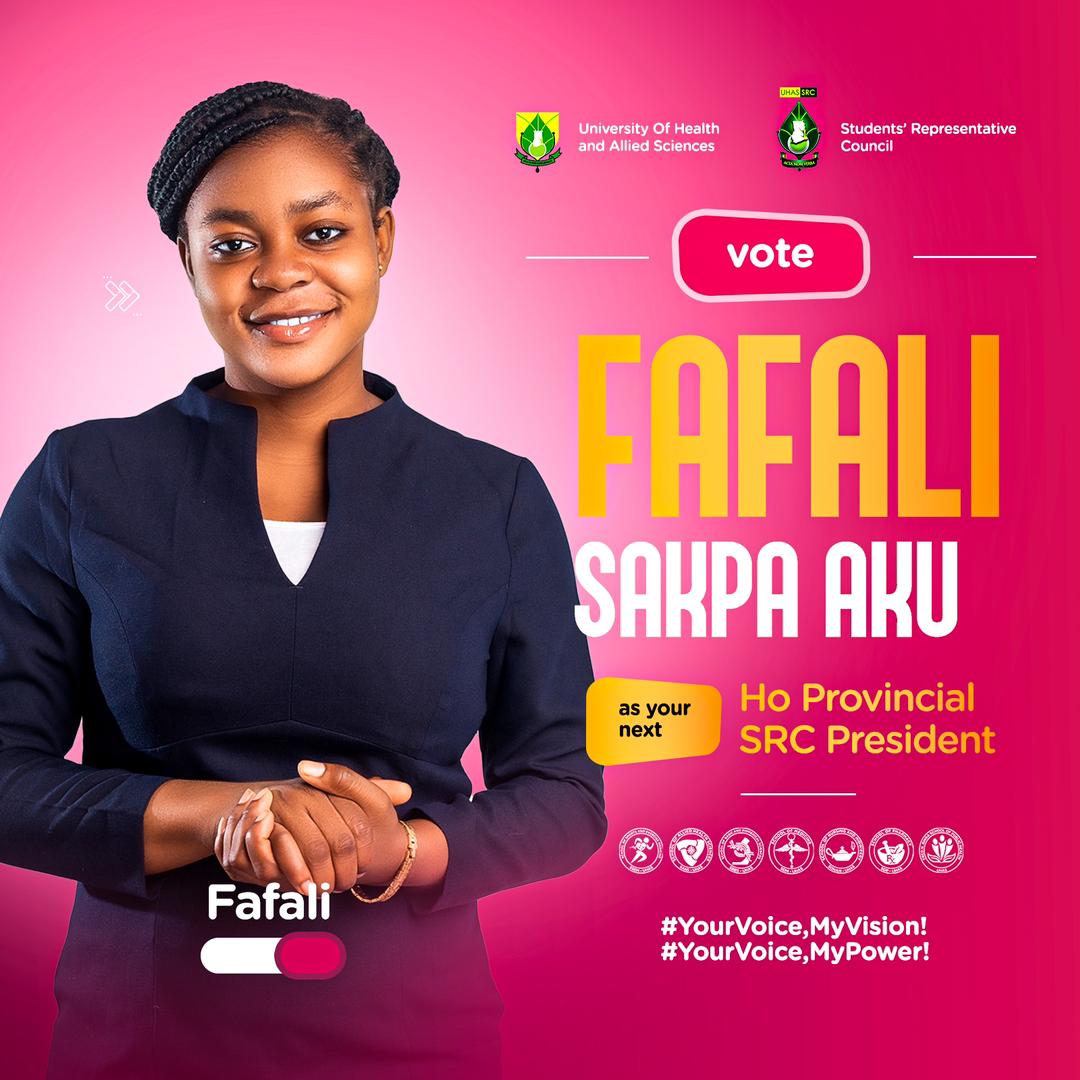 UHAS SRC
University Of Health
and Allied Sciences
Students' Representative
Council
vote
FAFALI
SAKPA AKU
as your
next
Ho Provincial
SRC President
Fafali
#YourVoice,MyVision!
#YourVoice,MyPower!